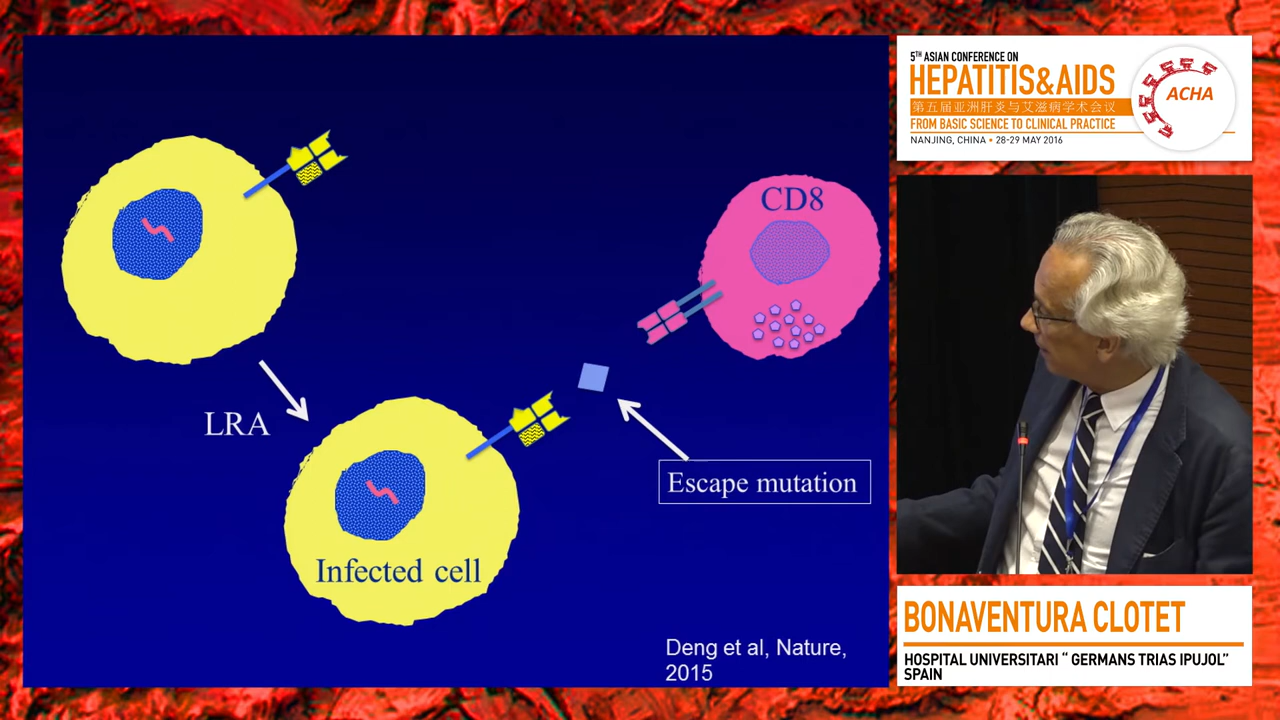 CD8
LRA
Escape mutation
Infected cell
Deng et al, Nature,
2015
5TH ASIAN CONFERENCE ON
HEPATITIS&AIDS
第五届亚洲肝炎与艾滋病学术会议
FROM BASIC SCIENCE TO CLINICAL PRACTICE
NANJING, CHINA • 28-29 MAY 2016
ACHA
BONAVENTURA CLOTET
HOSPITAL UNIVERSITARI “ GERMANS TRIAS IPUJOL”
SPAIN